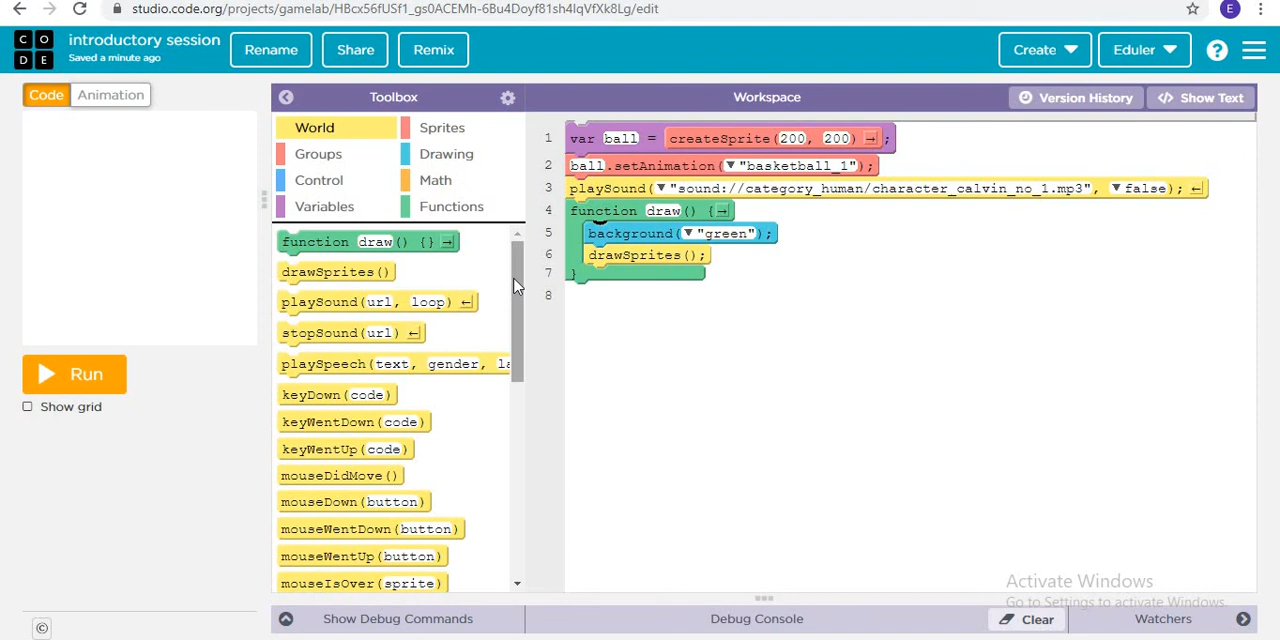 studio.code.org/projects/gamelab/HBcx56fUSf1_gs0ACEMh-6Bu4Doyf81sh4lqVfXk8Lg/edit
E
CO
DE
introductory session
Saved a minute ago
Rename
Share
Remix
Create
Eduler
?
Code
Animation
Toolbox
Workspace
Version History
</> Show Text
World
Sprites
Groups
Drawing
Control
Math
Variables
Functions
function draw() {}
drawSprites()
playSound(url, loop)
stopSound(url)
playSpeech(text, gender, la
keyDown(code)
keyWentDown(code)
keyWentUp(code)
mouseDidMove()
mouseDown(button)
mouseWentDown(button)
mouseWentUp(button)
mouseIsOver(sprite)
1 var ball = createSprite(200, 200);
2 ball.setAnimation("basketball_1");
3 playSound("sound://category_human/character_calvin_no_1.mp3", false);
4 function draw() {
5 background("green");
6 drawSprites();
7 }
8
Run
Show grid
Activate Windows
Go to Settings to activate Windows.
©
Show Debug Commands
Debug Console
Clear
Watchers